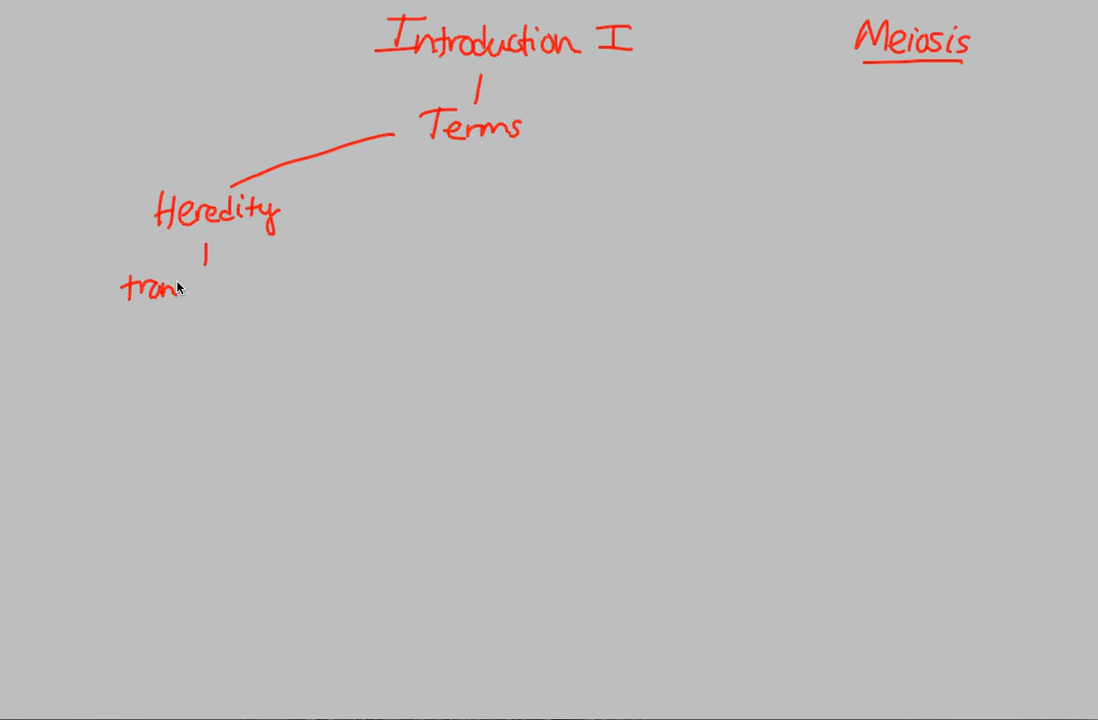 Introduction I
Meiosis
Terms
Heredity
tran